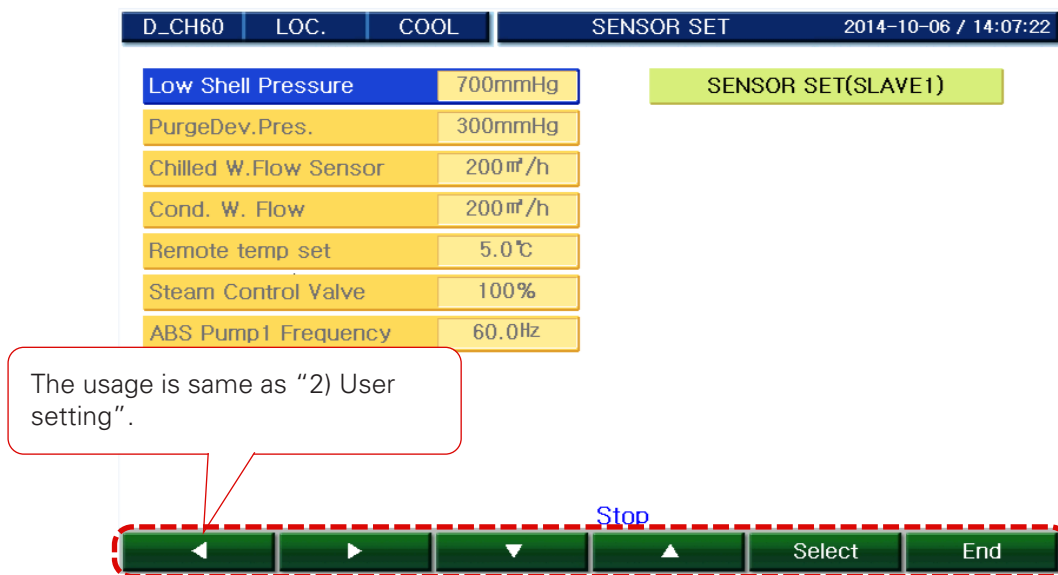 D_CH60 LOC. COOL SENSOR SET 2014-10-06 / 14:07:22
Low Shell Pressure 700mmHg SENSOR SET(SLAVE1)
PurgeDev.Pres. 300mmHg
Chilled W.Flow Sensor 200㎥/h
Cond. W. Flow 200㎥/h
Remote temp set 5.0℃
Steam Control Valve 100%
ABS Pump1 Frequency 60.0Hz
The usage is same as “2) User
setting”.
Stop
◀ ▶ ▼ ▲ Select End